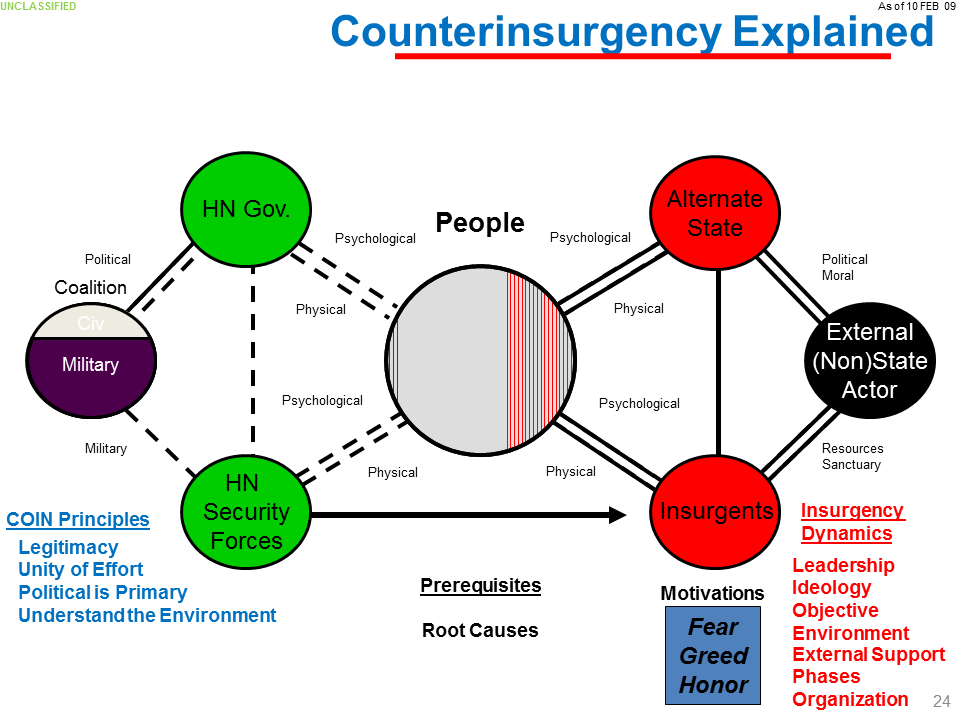 UNCLASSIFIED
As of 10 FEB 09
Counterinsurgency Explained
HN Gov.
Psychological
People
Psychological
Alternate
State
Political
Coalition
Physical
Physical
Political
Moral
Civ
Military
External
(Non)State
Actor
Psychological
Psychological
Military
Physical
Physical
Resources
Sanctuary
HN
Security
Forces
Insurgents
COIN Principles
Legitimacy
Unity of Effort
Political is Primary
Understand the Environment
Prerequisites
Root Causes
Motivations
Fear
Greed
Honor
Insurgency
Dynamics
Leadership
Ideology
Objective
Environment
External Support
Phases
Organization
24